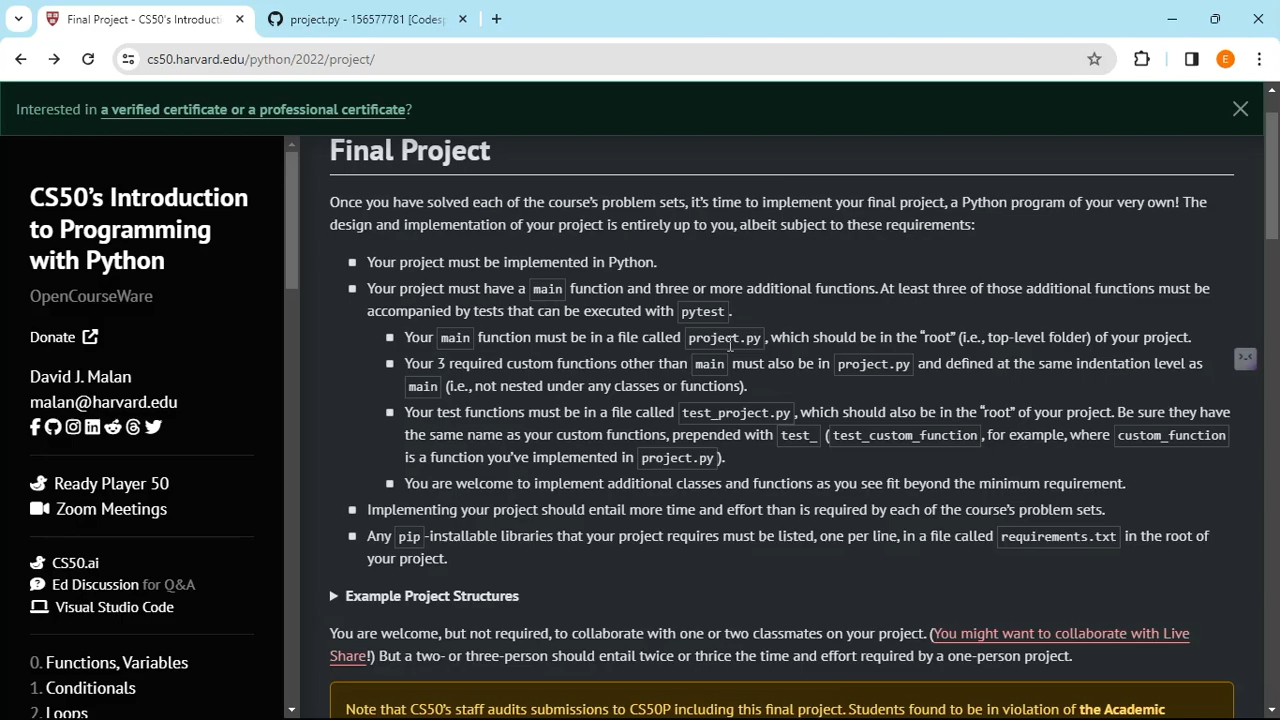 Final Project - CS50's Introducti
project.py - 156577781 [Codesp
cs50.harvard.edu/python/2022/project/
E
Interested in a verified certificate or a professional certificate?
CS50's Introduction
to Programming
with Python
OpenCourseWare
Donate
David J. Malan
malan@harvard.edu
Ready Player 50
Zoom Meetings
CS50.ai
Ed Discussion for Q&A
Visual Studio Code
0. Functions, Variables
1. Conditionals
2. Loops
Final Project
Once you have solved each of the course's problem sets, it's time to implement your final project, a Python program of your very own! The
design and implementation of your project is entirely up to you, albeit subject to these requirements:
Your project must be implemented in Python.
Your project must have a main function and three or more additional functions. At least three of those additional functions must be
accompanied by tests that can be executed with pytest.
Your main function must be in a file called project.py, which should be in the "root" (i.e., top-level folder) of your project.
Your 3 required custom functions other than main must also be in project.py and defined at the same indentation level as
main (i.e., not nested under any classes or functions).
Your test functions must be in a file called test_project.py, which should also be in the "root" of your project. Be sure they have
the same name as your custom functions, prepended with test_ (test_custom_function, for example, where custom_function
is a function you've implemented in project.py).
You are welcome to implement additional classes and functions as you see fit beyond the minimum requirement.
Implementing your project should entail more time and effort than is required by each of the course's problem sets.
Any pip-installable libraries that your project requires must be listed, one per line, in a file called requirements.txt in the root of
your project.
Example Project Structures
You are welcome, but not required, to collaborate with one or two classmates on your project. (You might want to collaborate with Live
Share!) But a two- or three-person should entail twice or thrice the time and effort required by a one-person project.
Note that CS50's staff audits submissions to CS50P including this final project. Students found to be in violation of the Academic